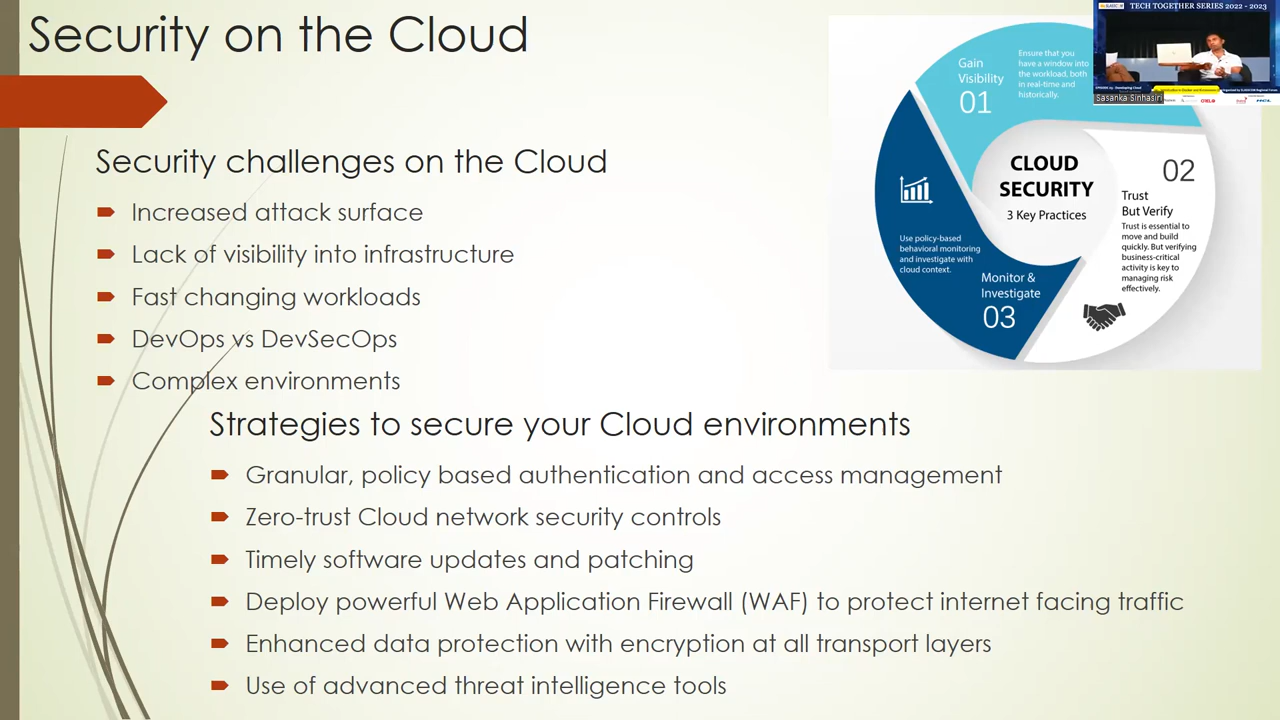 Security on the Cloud
Security challenges on the Cloud
Increased attack surface
Lack of visibility into infrastructure
Fast changing workloads
DevOps vs DevSecOps
Complex environments
Strategies to secure your Cloud environments
Granular, policy based authentication and access management
Zero-trust Cloud network security controls
Timely software updates and patching
Deploy powerful Web Application Firewall (WAF) to protect internet facing traffic
Enhanced data protection with encryption at all transport layers
Use of advanced threat intelligence tools
CLOUD
SECURITY
3 Key Practices
Gain
Visibility
01
Ensure that you
have a window into
the workload, both
in real-time and
historically.
02
Trust
But Verify
Trust is essential to
move and build
quickly. But verifying
business-critical
activity is key to
managing risk
effectively.
Monitor &
Investigate
03
Use policy-based
behavioral monitoring
and investigate with
cloud context.
TECH TOGETHER SERIES 2022 - 2023
Sasanka Sinhasiri